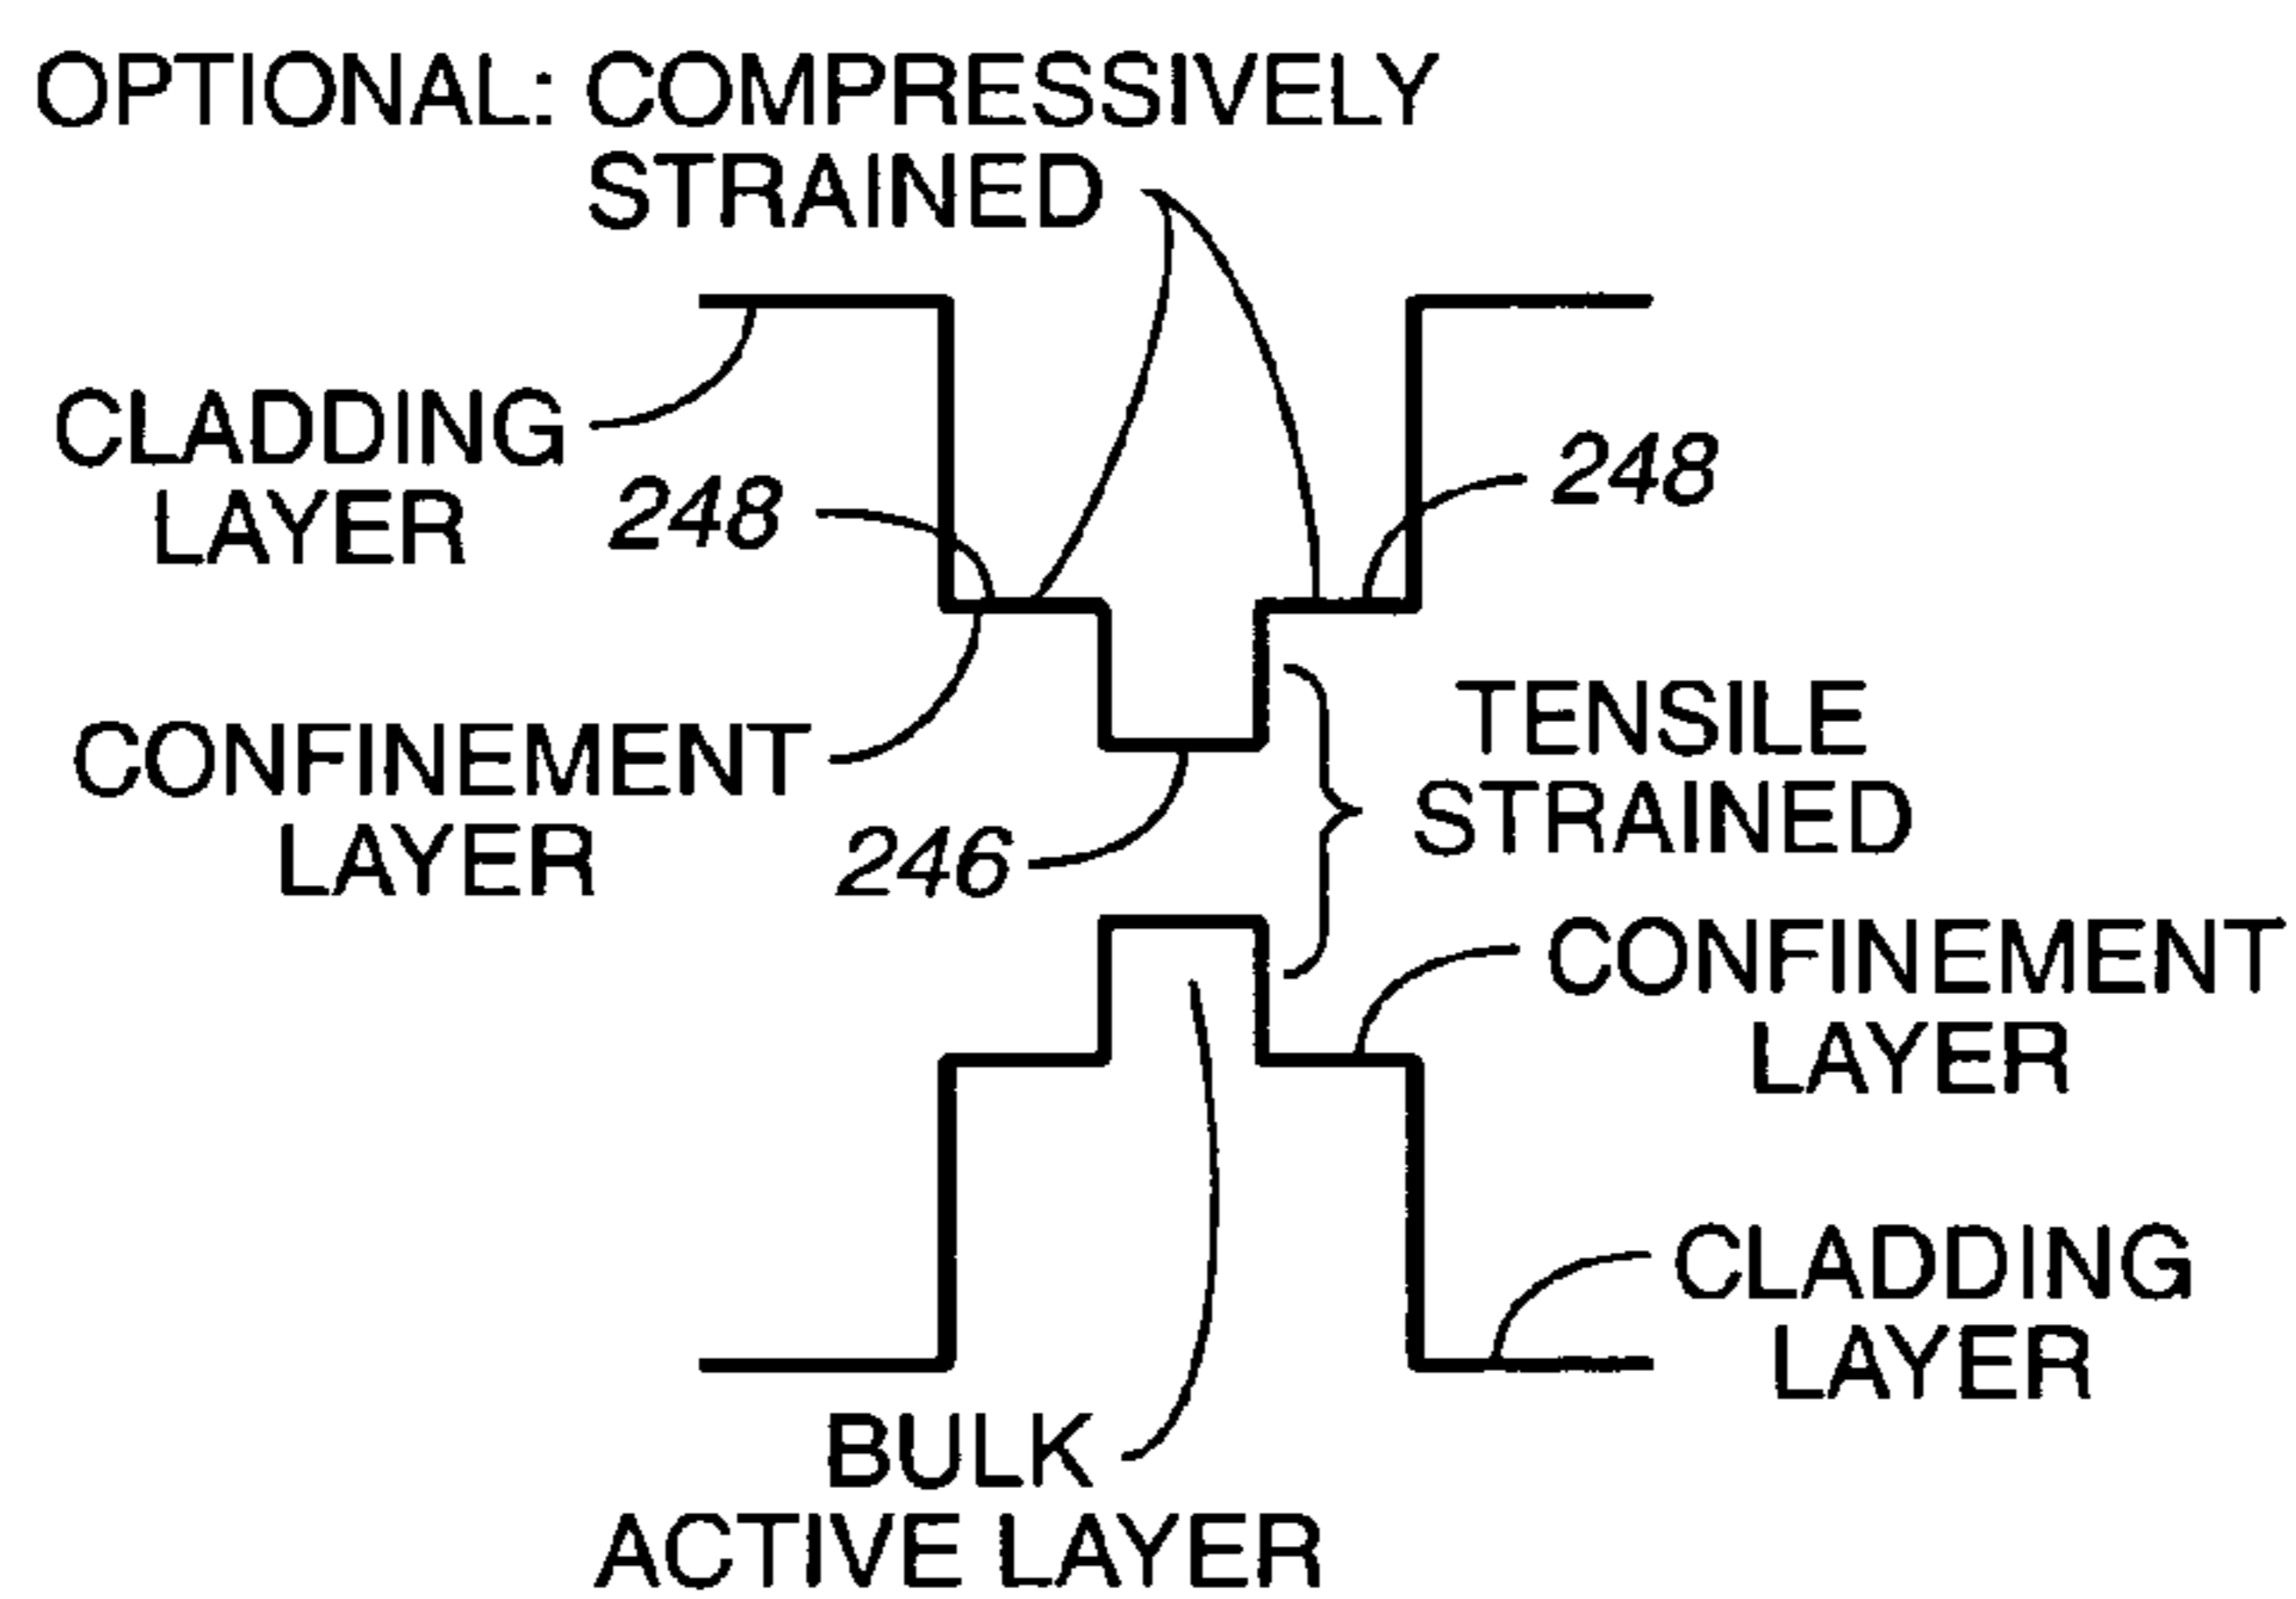 OPTIONAL: COMPRESSIVELY
STRAINED
CLADDING
LAYER
248
248
CONFINEMENT
LAYER
246
TENSILE
STRAINED
CONFINEMENT
LAYER
CLADDING
LAYER
BULK
ACTIVE LAYER